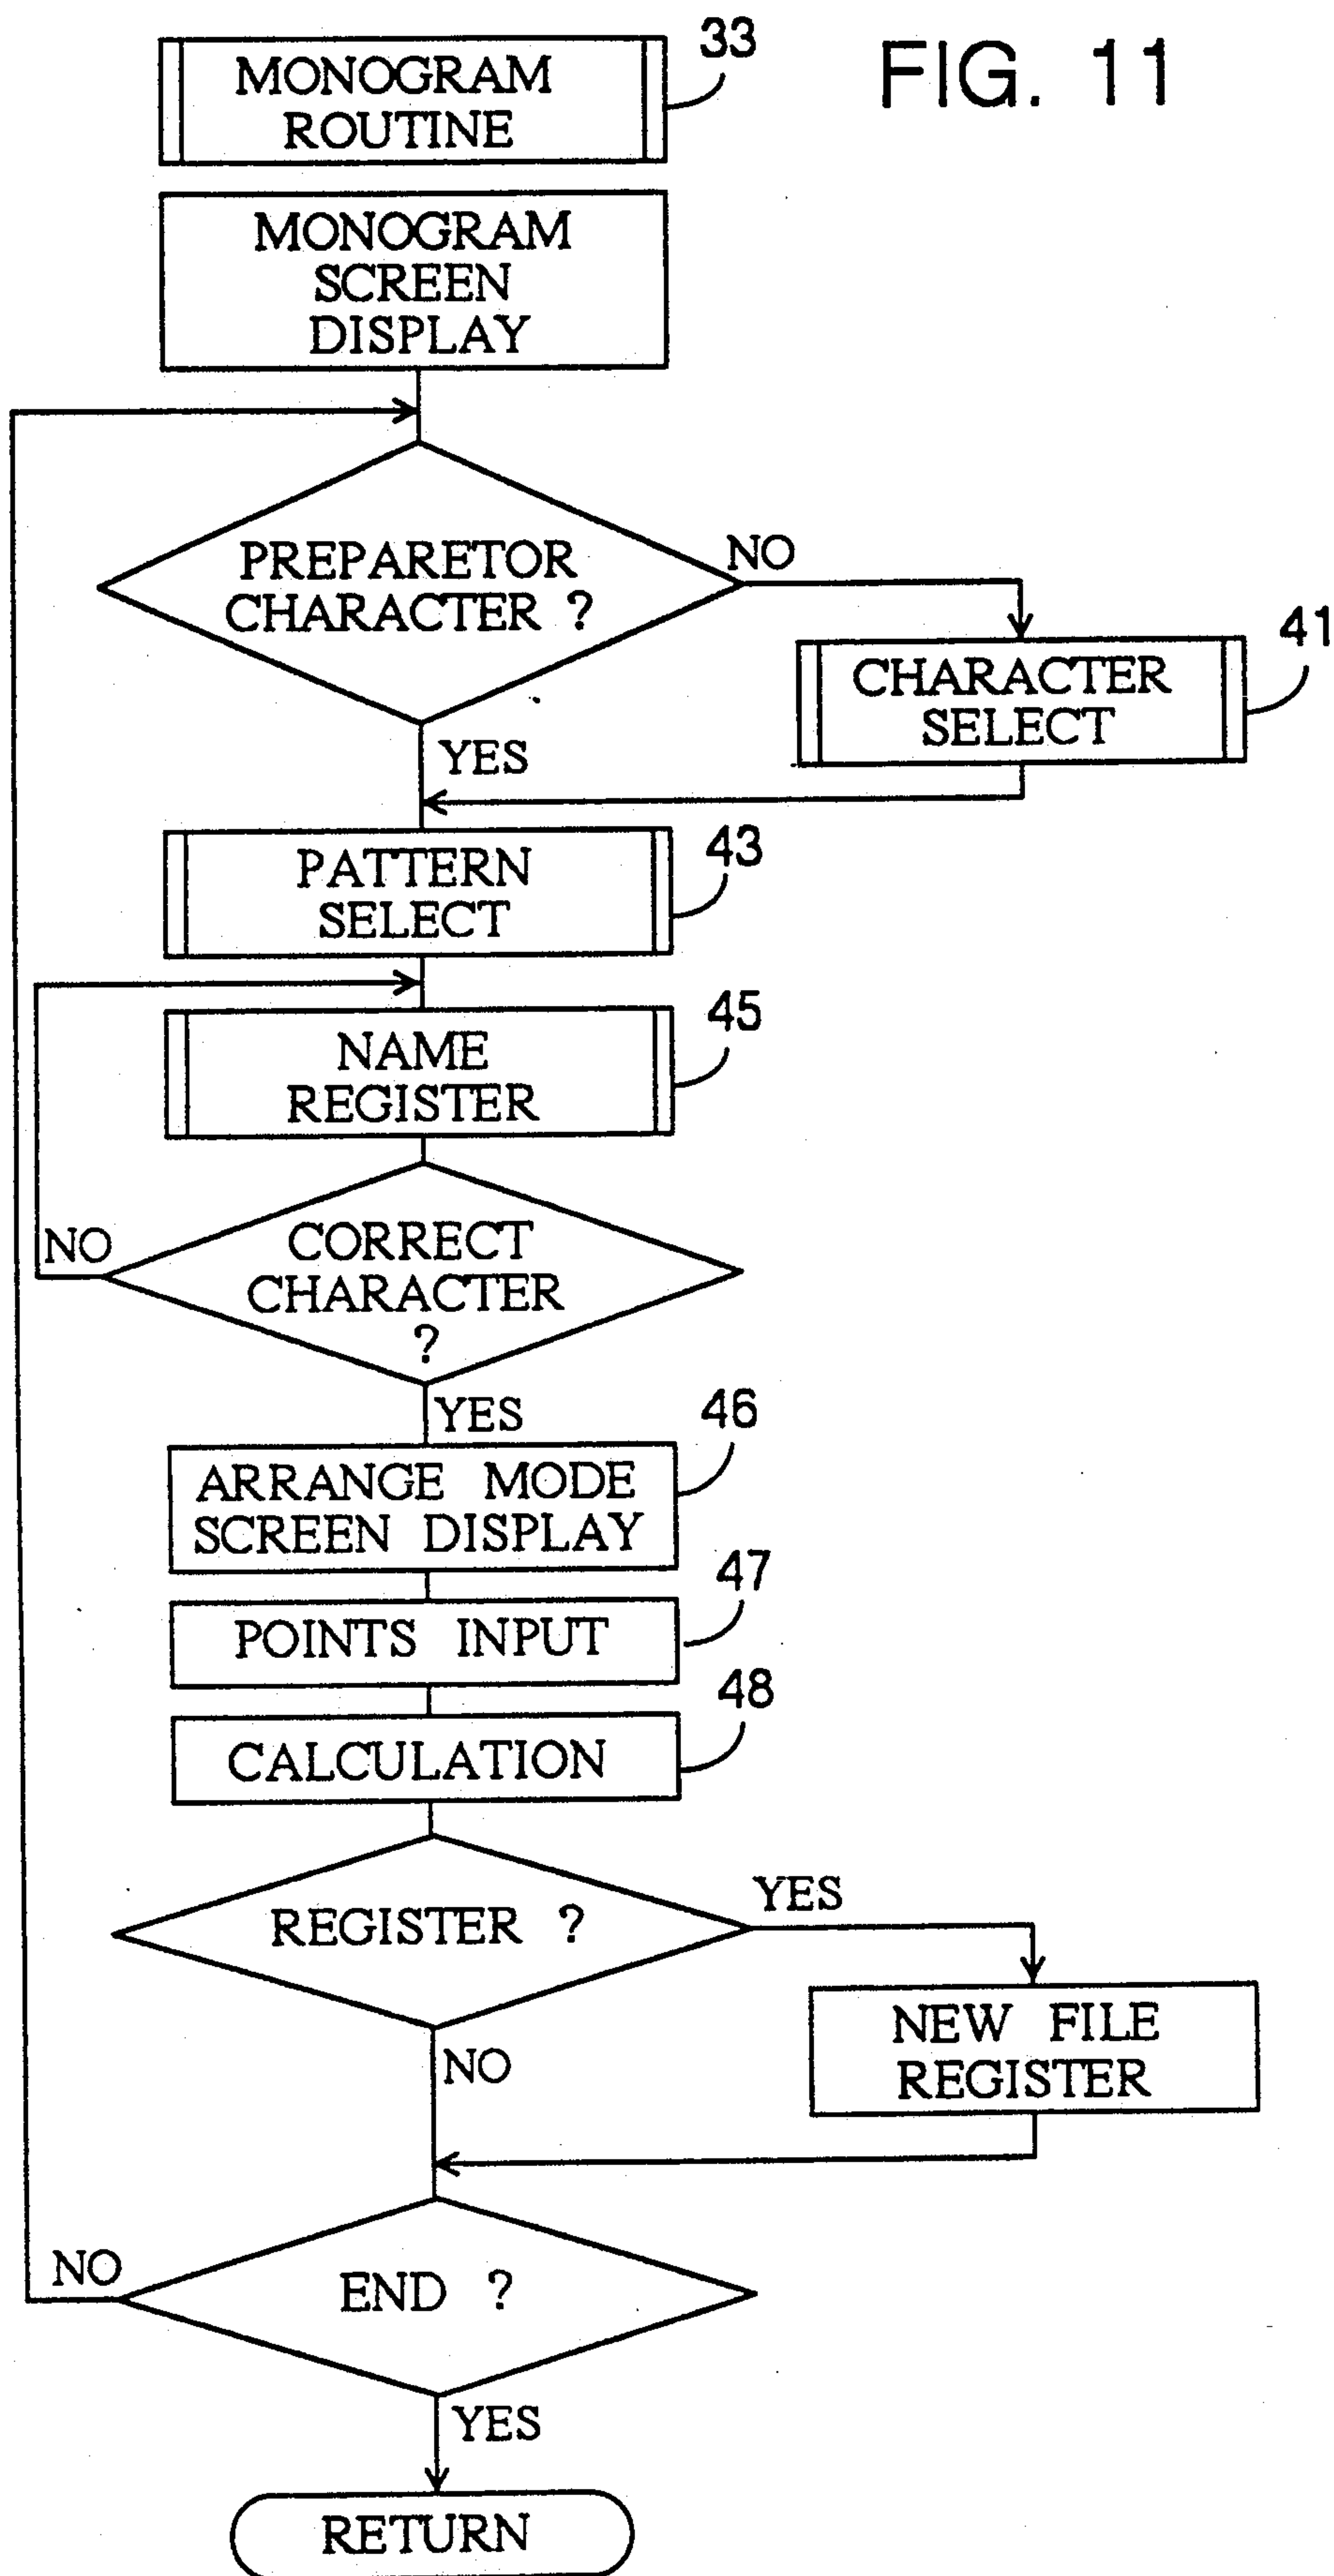 33
FIG. 11
MONOGRAM
ROUTINE
MONOGRAM
SCREEN
DISPLAY
PREPARETOR
CHARACTER ?
NO
41
CHARACTER
SELECT
YES
43
PATTERN
SELECT
45
NAME
REGISTER
NO
CORRECT
CHARACTER
?
YES
46
ARRANGE MODE
SCREEN DISPLAY
47
POINTS INPUT
48
CALCULATION
REGISTER ?
YES
NEW FILE
REGISTER
NO
NO
END ?
YES
RETURN